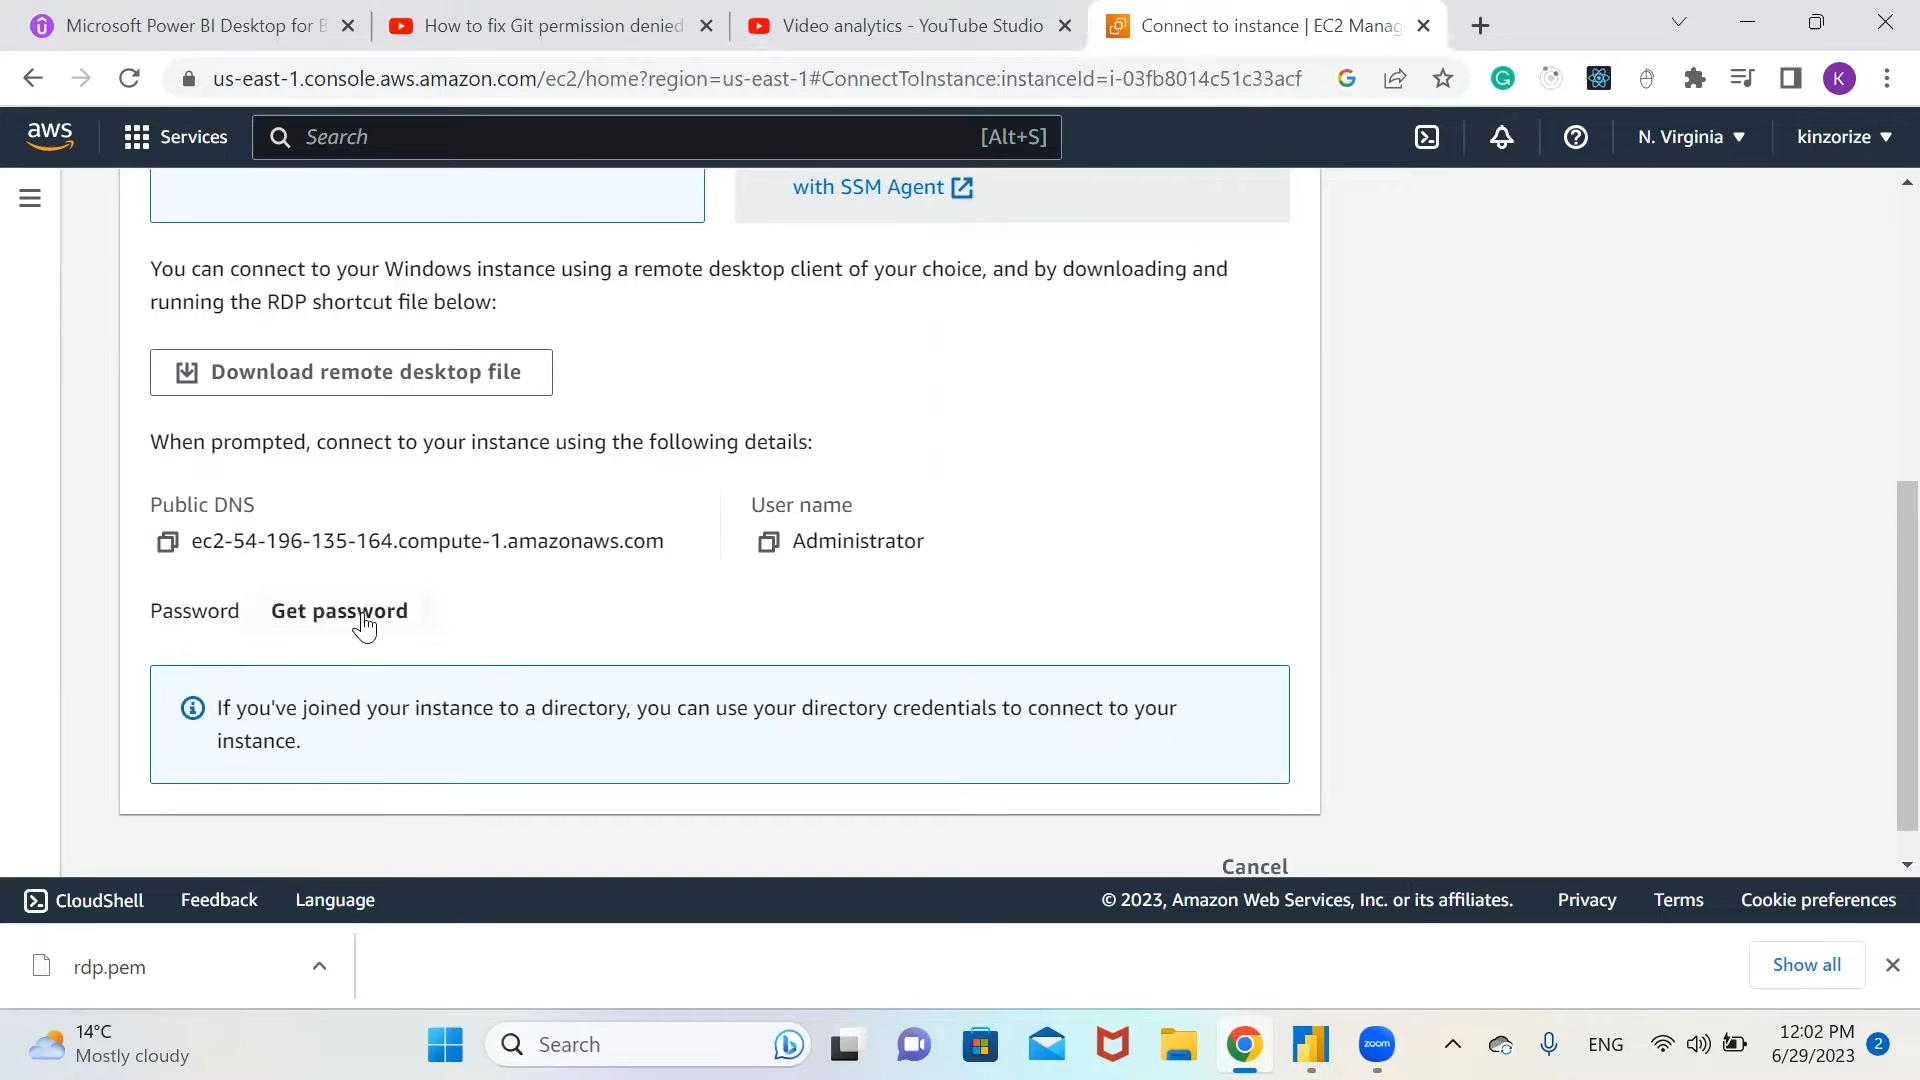 Microsoft Power BI Desktop for B
How to fix Git permission denied
Video analytics - YouTube Studio
Connect to instance | EC2 Manag
us-east-1.console.aws.amazon.com/ec2/home?region=us-east-1#ConnectToInstance:instanceId=i-03fb8014c51c33acf
K
aws
Services
Search
[Alt+S]
N. Virginia
kinzorize
with SSM Agent
You can connect to your Windows instance using a remote desktop client of your choice, and by downloading and
running the RDP shortcut file below:
Download remote desktop file
When prompted, connect to your instance using the following details:
Public DNS
User name
ec2-54-196-135-164.compute-1.amazonaws.com
Administrator
Password
Get password
If you've joined your instance to a directory, you can use your directory credentials to connect to your
instance.
Cancel
CloudShell
Feedback
Language
© 2023, Amazon Web Services, Inc. or its affiliates.
Privacy
Terms
Cookie preferences
rdp.pem
Show all
14°C
Mostly cloudy
Search
zoom
ENG
12:02 PM
6/29/2023
2